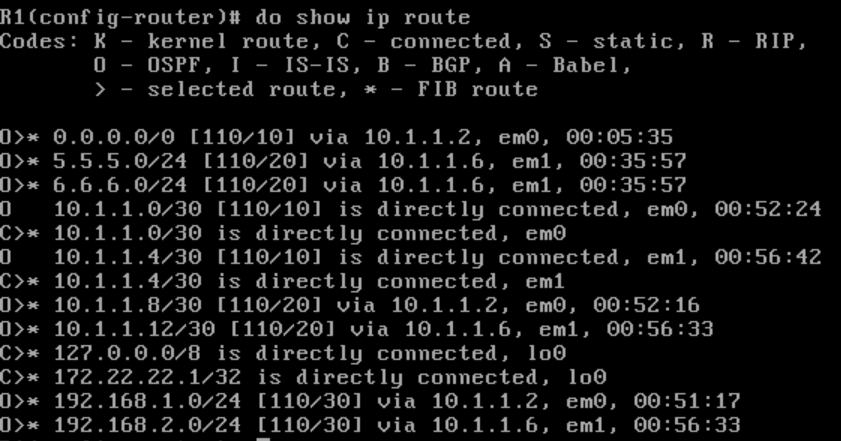 R1(config-router)# do show ip route
Codes: K - kernel route, C - connected, S - static, R - RIP,
O - OSPF, I - IS-IS, B - BGP, A - Babel,
> - selected route, * - FIB route
O>* 0.0.0.0/0 [110/10] via 10.1.1.2, em0, 00:05:35
O>* 5.5.5.0/24 [110/20] via 10.1.1.6, em1, 00:35:57
O>* 6.6.6.0/24 [110/20] via 10.1.1.6, em1, 00:35:57
O   10.1.1.0/30 [110/10] is directly connected, em0, 00:52:24
C>* 10.1.1.0/30 is directly connected, em0
O   10.1.1.4/30 [110/10] is directly connected, em1, 00:56:42
C>* 10.1.1.4/30 is directly connected, em1
O>* 10.1.1.8/30 [110/20] via 10.1.1.2, em0, 00:52:16
O>* 10.1.1.12/30 [110/20] via 10.1.1.6, em1, 00:56:33
C>* 127.0.0.0/8 is directly connected, lo0
C>* 172.22.22.1/32 is directly connected, lo0
O>* 192.168.1.0/24 [110/30] via 10.1.1.2, em0, 00:51:17
O>* 192.168.2.0/24 [110/30] via 10.1.1.6, em1, 00:56:33